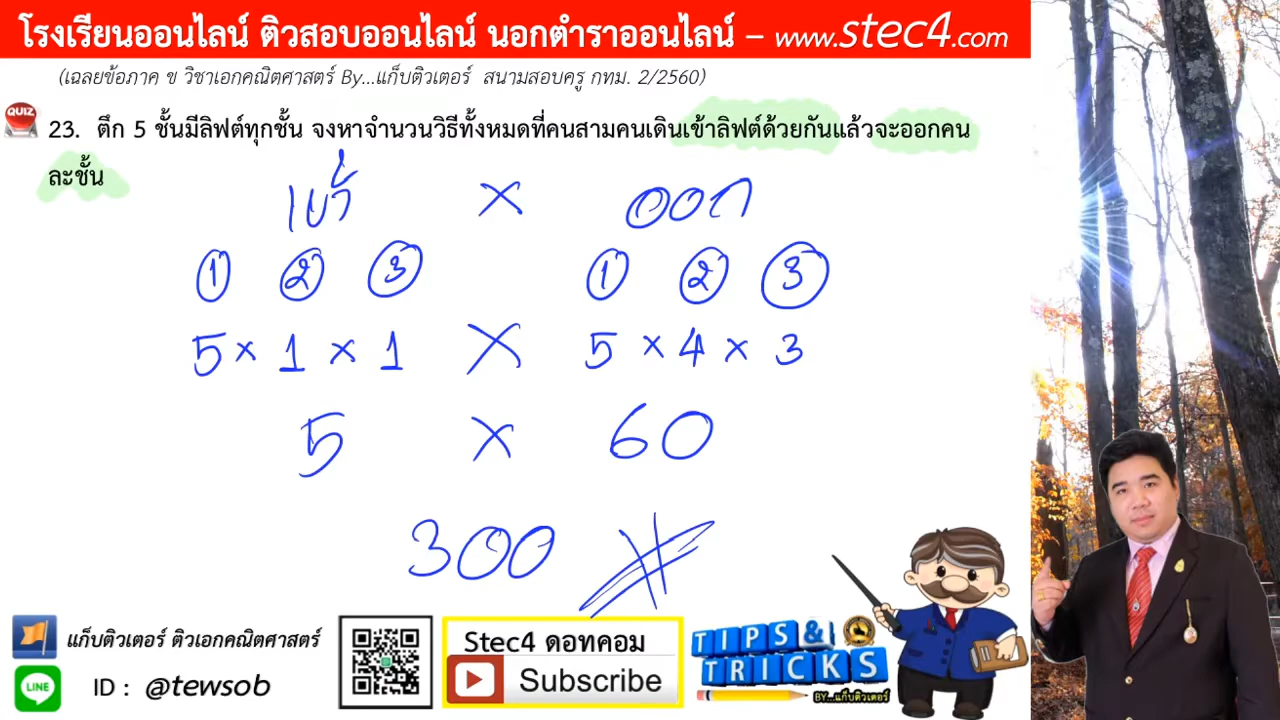 โรงเรียนออนไลน์ ติวสอบออนไลน์ นอกตำราออนไลน์ – www.stec4.com
(เฉลยข้อภาค ข วิชาเอกคณิตศาสตร์ By...แก็บติวเตอร์ สนามสอบครู กทม. 2/2560)
QUIZ
23. ตึก 5 ชั้นมีลิฟต์ทุกชั้น จงหาจำนวนวิธีทั้งหมดที่คนสามคนเดินเข้าลิฟต์ด้วยกันแล้วจะออกคน
ละชั้น
เข้า × ออก
1 2 3 1 2 3
5 × 1 × 1 × 5 × 4 × 3
5 × 60
300
แก็บติวเตอร์ ติวเอกคณิตศาสตร์
LINE
ID : @tewsob
Stec4 ดอทคอม
Subscribe
TIPS &
TRICKS
BY...แก็บติวเตอร์